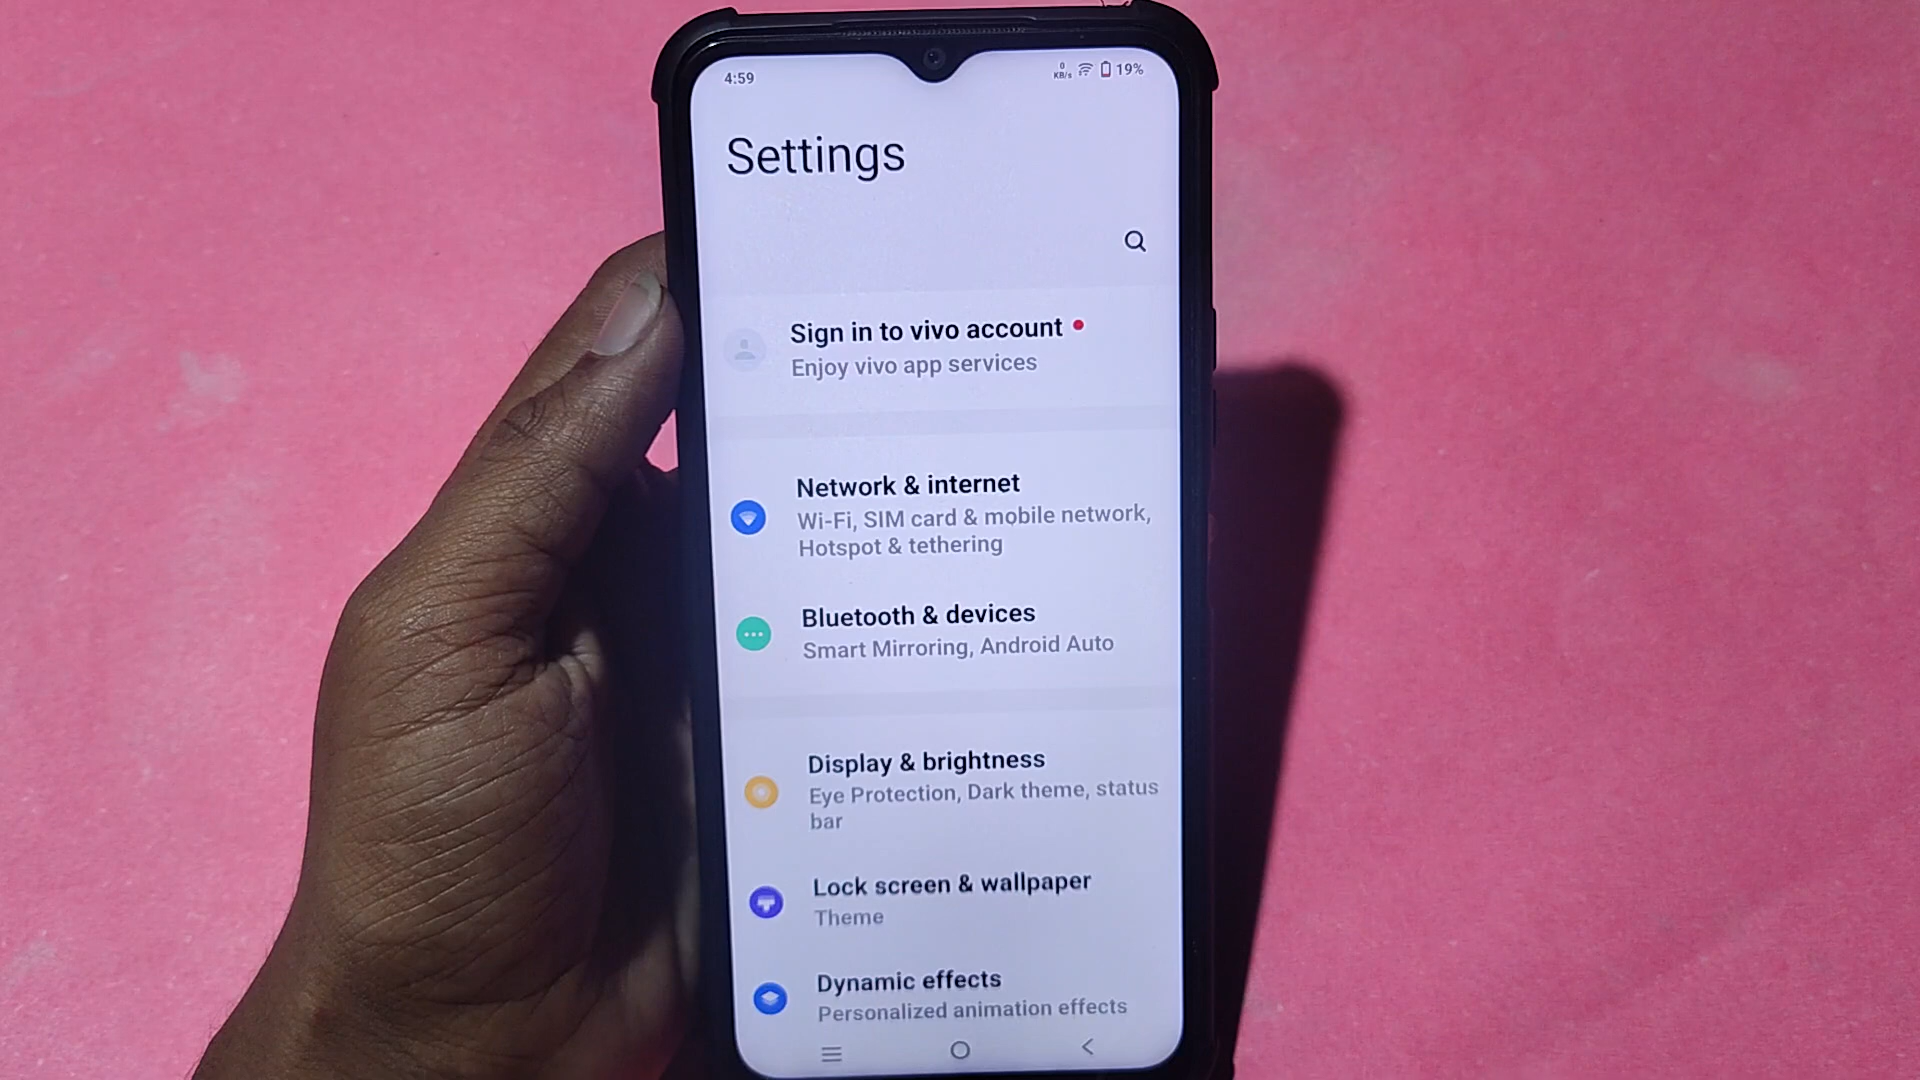 4:59
0 KB/s 19%
Settings
Sign in to vivo account
Enjoy vivo app services
Network & internet
Wi-Fi, SIM card & mobile network,
Hotspot & tethering
Bluetooth & devices
Smart Mirroring, Android Auto
Display & brightness
Eye Protection, Dark theme, status
bar
Lock screen & wallpaper
Theme
Dynamic effects
Personalized animation effects